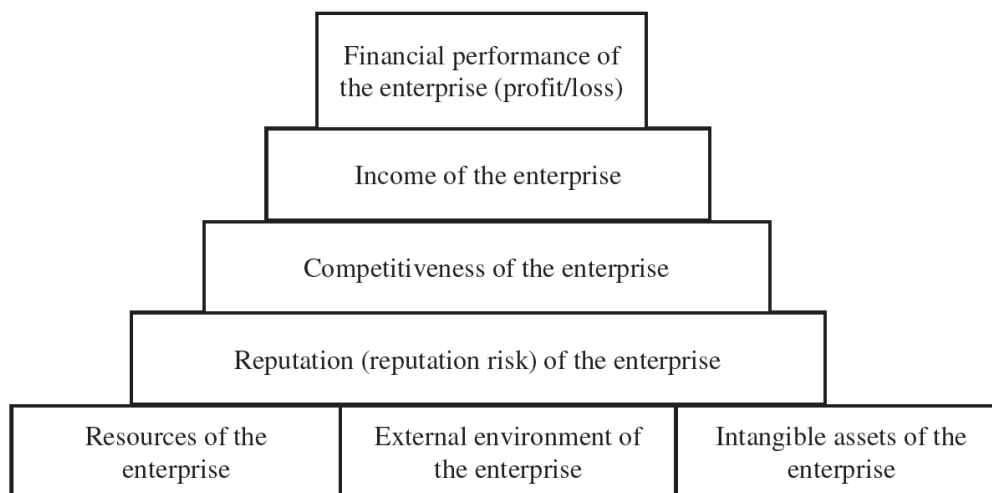 Financial performance of
the enterprise (profit/loss)
Income of the enterprise
Competitiveness of the enterprise
Reputation (reputation risk) of the enterprise
Resources of the
enterprise
External environment of
the enterprise
Intangible assets of the
enterprise